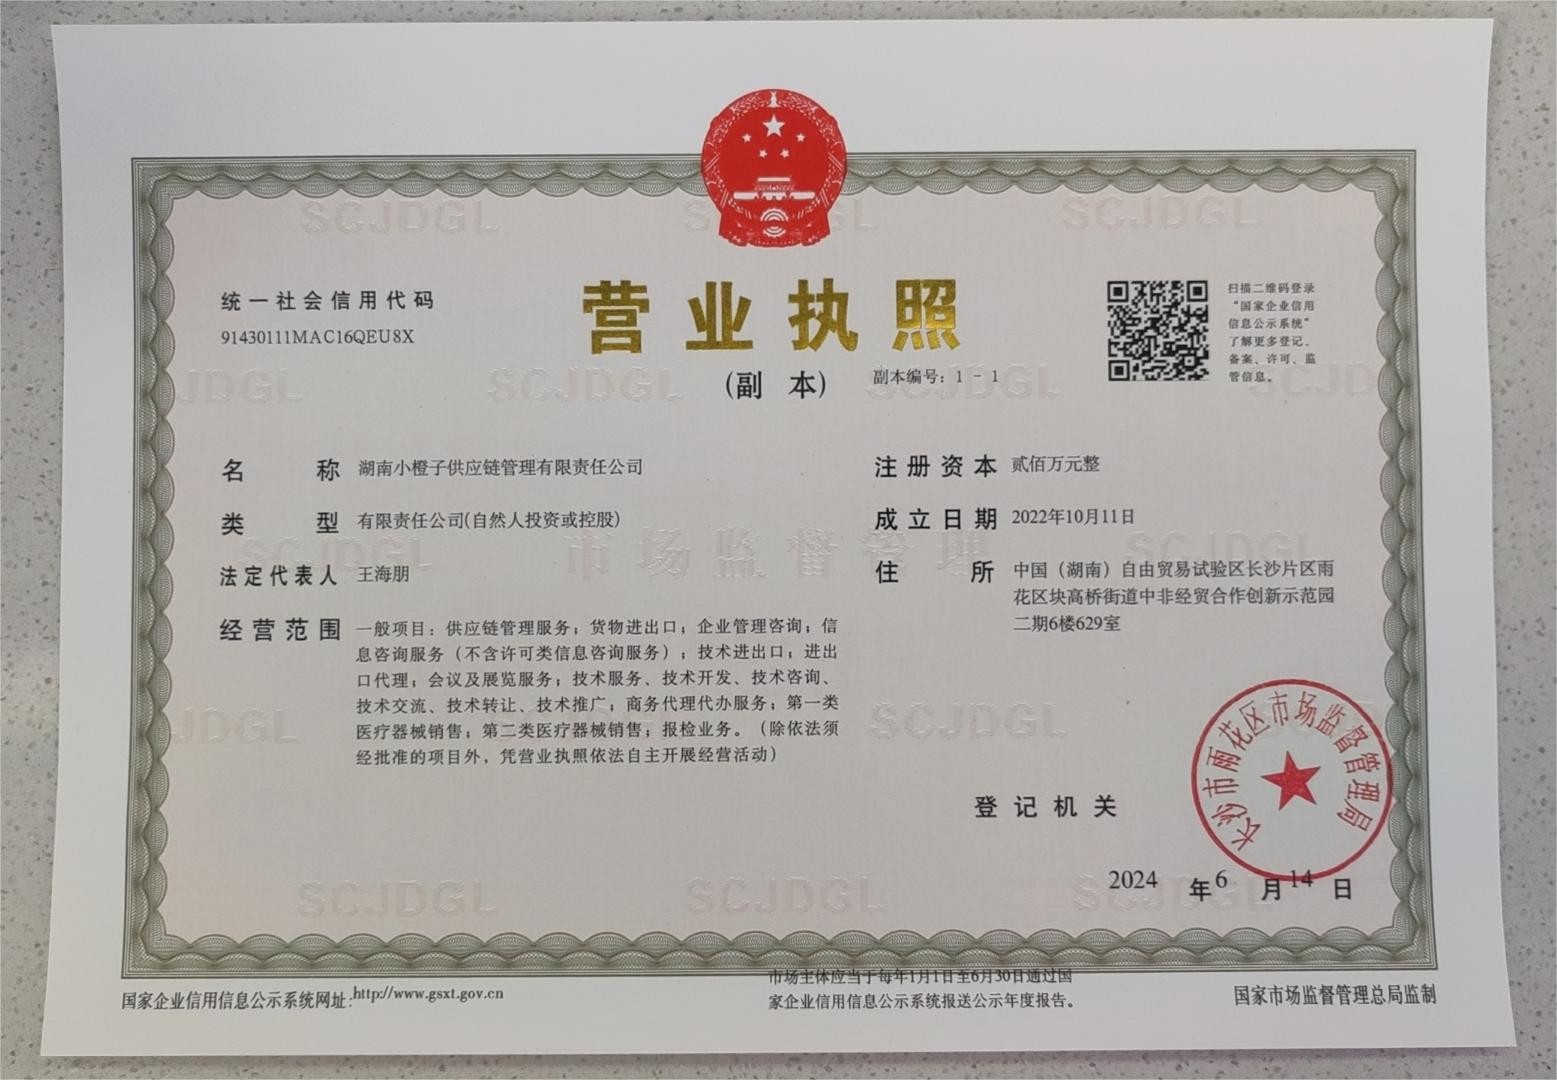 统一社会信用代码
91430111MAC16QEU8X
营业执照
(副 本)
副本编号：1 - 1
扫描二维码登录
“国家企业信用
信息公示系统”
了解更多登记、
备案、许可、监
管信息。
名 称 湖南小橙子供应链管理有限责任公司
类 型 有限责任公司(自然人投资或控股)
法定代表人 王海朋
经营范围 一般项目：供应链管理服务；货物进出口；企业管理咨询；信
息咨询服务（不含许可类信息咨询服务）；技术进出口；进出
口代理；会议及展览服务；技术服务、技术开发、技术咨询、
技术交流、技术转让、技术推广；商务代理代办服务；第一类
医疗器械销售；第二类医疗器械销售；报检业务。（除依法须
经批准的项目外，凭营业执照依法自主开展经营活动）
注册资本 贰佰万元整
成立日期 2022年10月11日
住 所 中国（湖南）自由贸易试验区长沙片区雨
花区块高桥街道中非经贸合作创新示范园
二期6楼629室
登记机关
长沙市雨花区市场监督管理局
2024 年 6 月 14 日
国家企业信用信息公示系统网址:http://www.gsxt.gov.cn
市场主体应当于每年1月1日至6月30日通过国
家企业信用信息公示系统报送公示年度报告。
国家市场监督管理总局监制
SCJDGL
市场监督管理